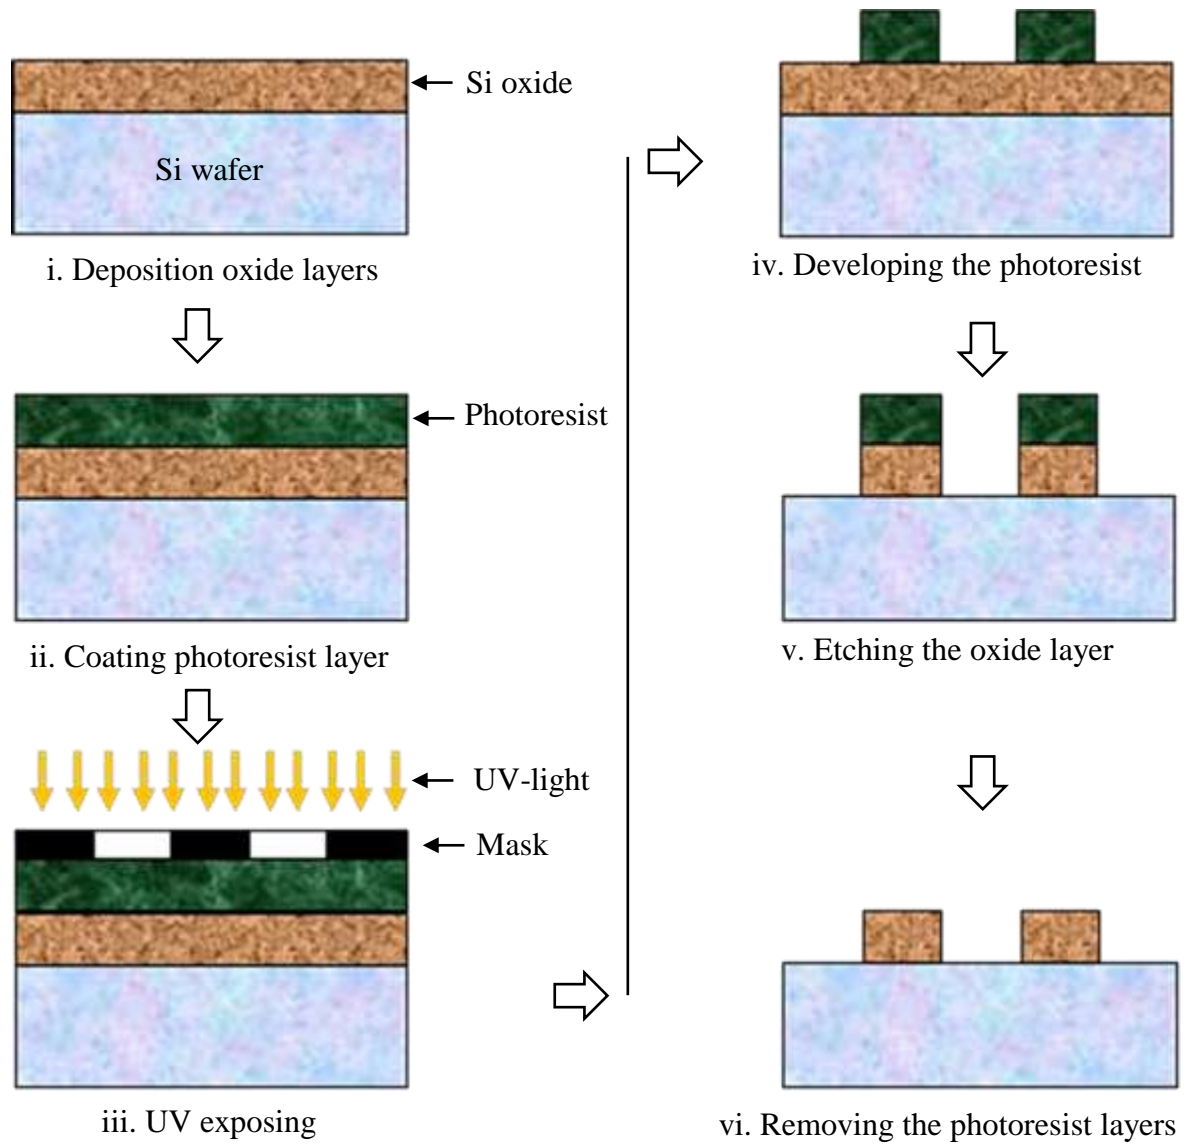 Si oxide
Si wafer
i. Deposition oxide layers
Photoresist
ii. Coating photoresist layer
UV-light
Mask
iii. UV exposing
iv. Developing the photoresist
v. Etching the oxide layer
vi. Removing the photoresist layers